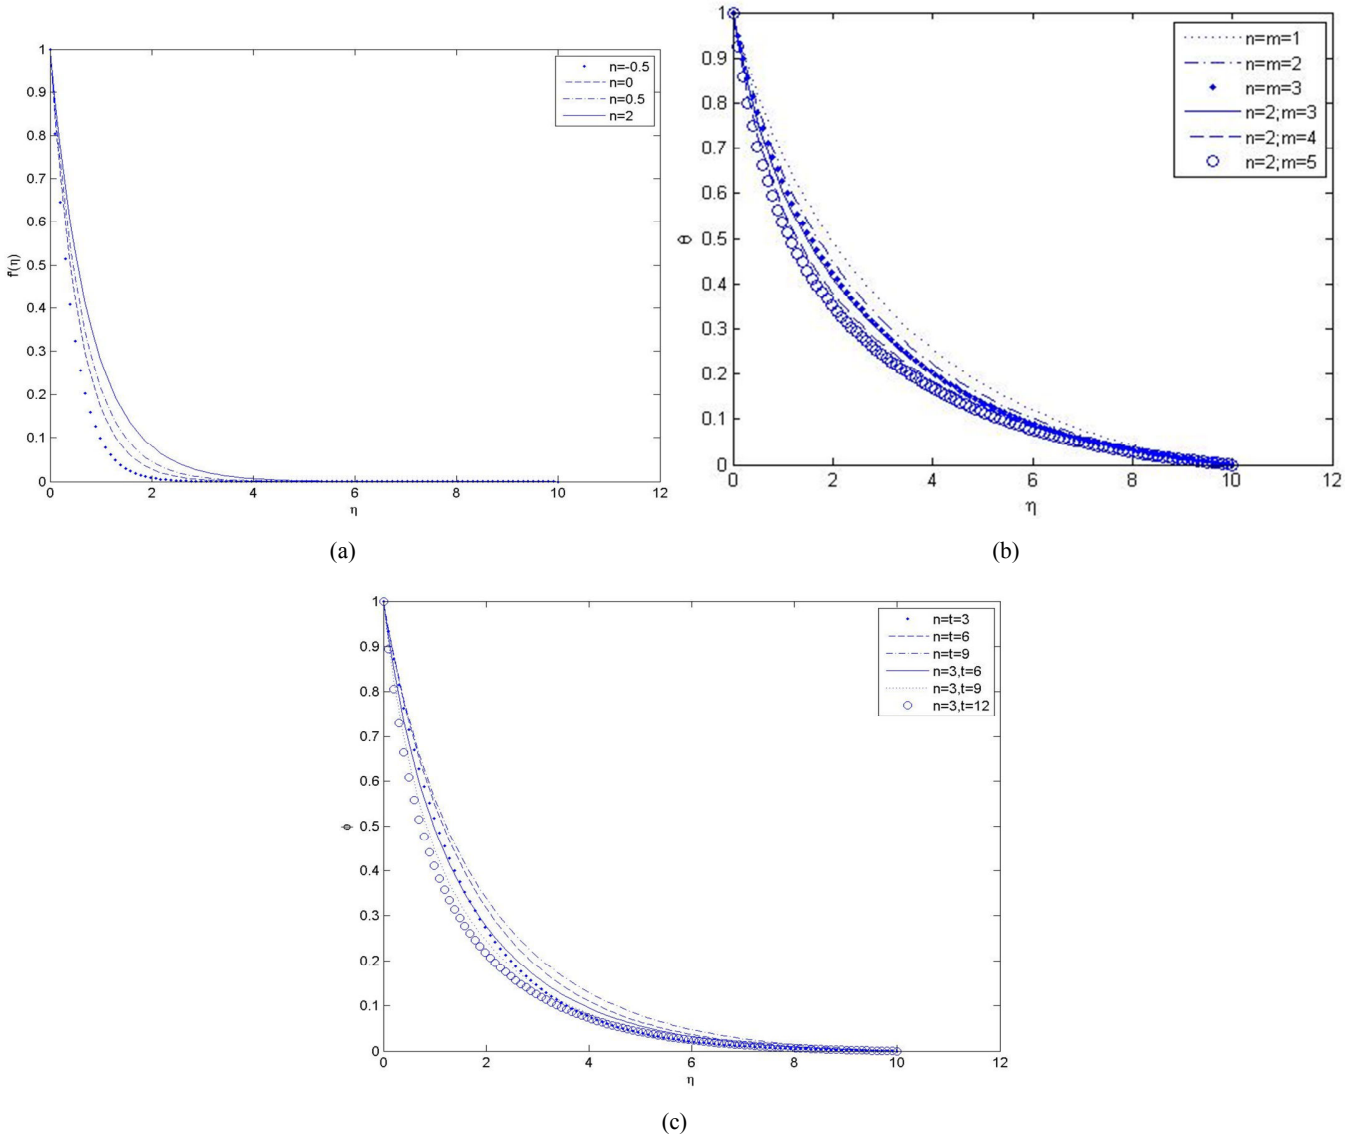 1
0.9
0.8
0.7
0.6
0.5
0.4
0.3
0.2
0.1
0
f'(η)
0 2 4 6 8 10 12
η
n=-0.5
n=0
n=0.5
n=2
(a)
1
0.9
0.8
0.7
0.6
0.5
0.4
0.3
0.2
0.1
0
θ
0 2 4 6 8 10 12
η
n=m=1
n=m=2
n=m=3
n=2;m=3
n=2;m=4
n=2;m=5
(b)
1
0.9
0.8
0.7
0.6
0.5
0.4
0.3
0.2
0.1
0
ϕ
0 2 4 6 8 10 12
η
n=t=3
n=t=6
n=t=9
n=3,t=6
n=3,t=9
n=3,t=12
(c)